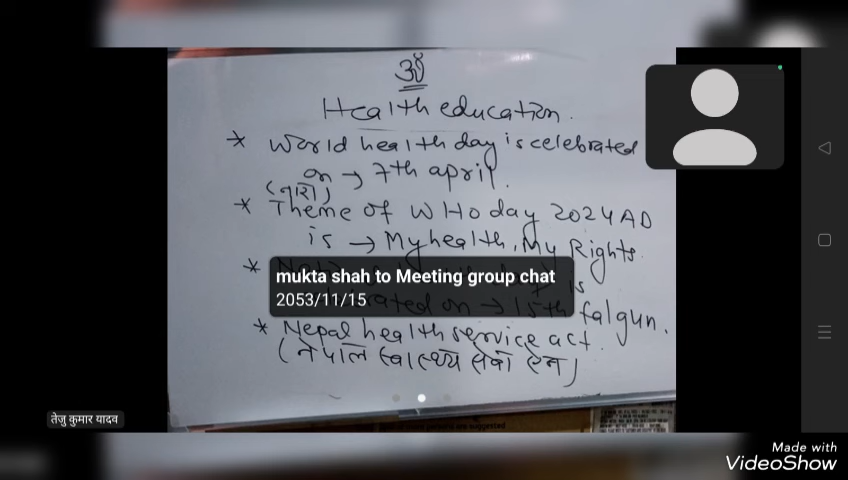 ॐ
Health education.
* World health day is celebrated
on → 7th april.
(नारा)
* Theme of WHO day 2024 AD
is → My health, My Rights.
* is
on → 15th falgun.
mukta shah to Meeting group chat
2053/11/15
* Nepal health service act.
(नेपाल स्वास्थ्य सेवा ऐन)
तेजु कुमार यादव
Made with
VideoShow